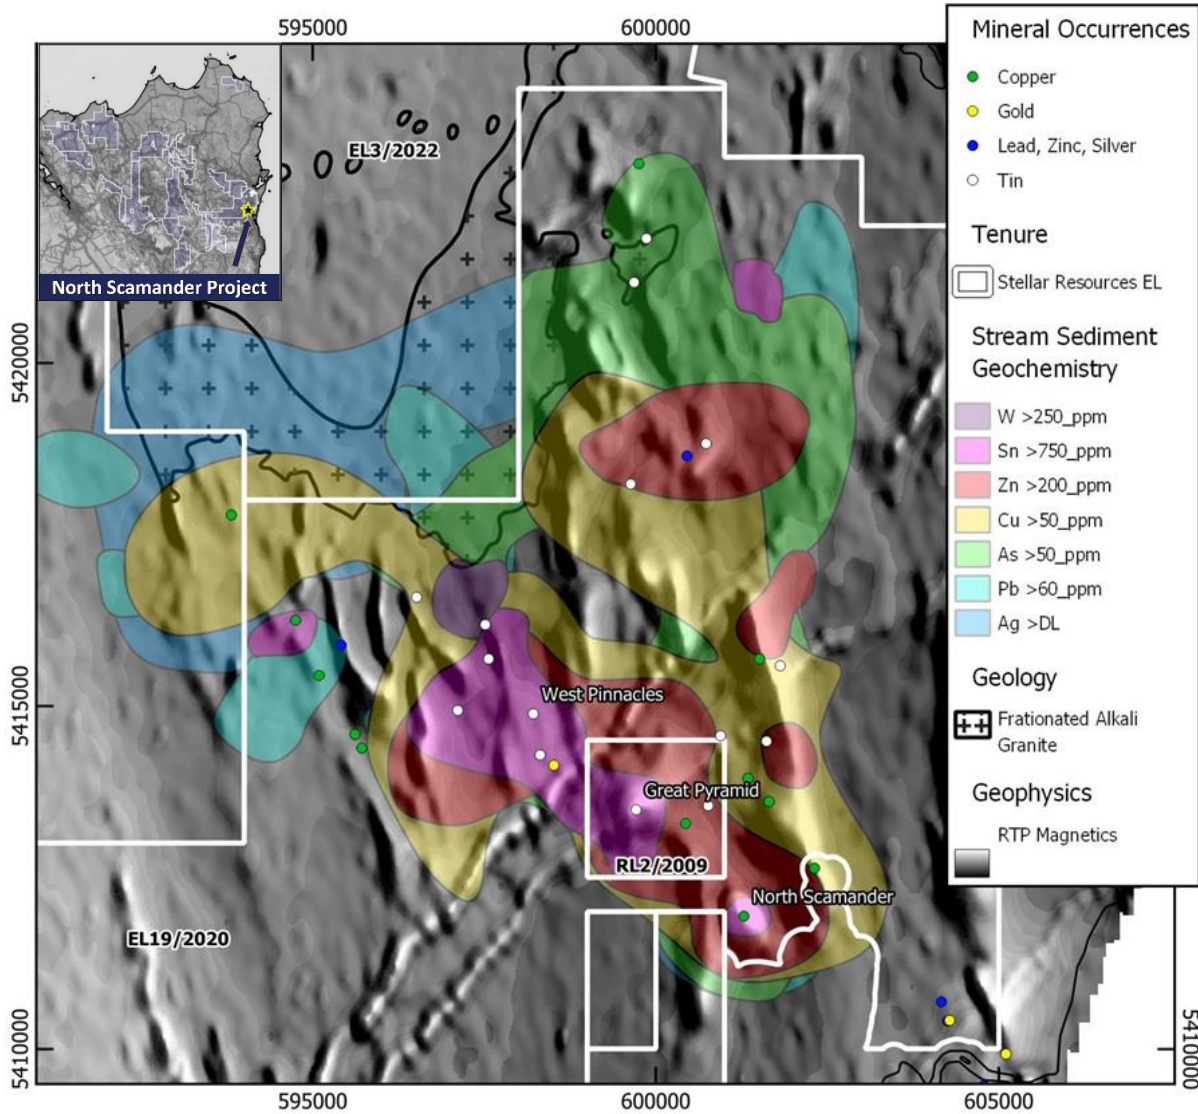 595000
600000
Mineral Occurrences
Copper
Gold
Lead, Zinc, Silver
Tin
Tenure
Stellar Resources EL
Stream Sediment
Geochemistry
W >250_ppm
Sn >750_ppm
Zn >200_ppm
Cu >50_ppm
As >50_ppm
Pb >60_ppm
Ag >DL
Geology
Frationated Alkali
Granite
Geophysics
RTP Magnetics
North Scamander Project
EL3/2022
5420000
5415000
West Pinnacles
Great Pyramid
RL2/2009
North Scamander
EL19/2020
5410000
5410000
595000
600000
605000